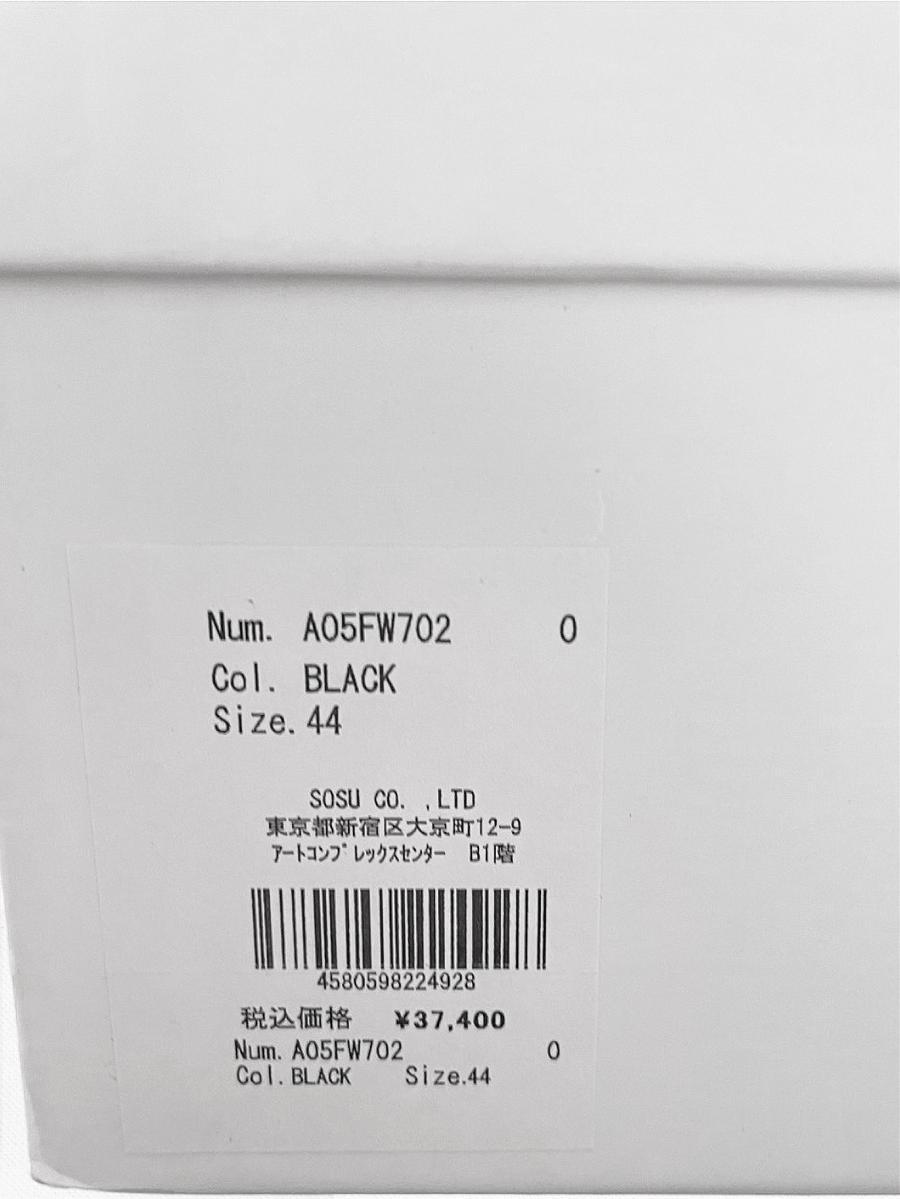 Num. A05FW702 0
Col. BLACK
Size.44
SOSU CO. ,LTD
東京都新宿区大京町12-9
ｱｰﾄｺﾝﾌﾟﾚｯｸｽｾﾝﾀｰ B1階
4580598224928
税込価格 ¥37,400
Num.A05FW702 0
Col.BLACK Size.44